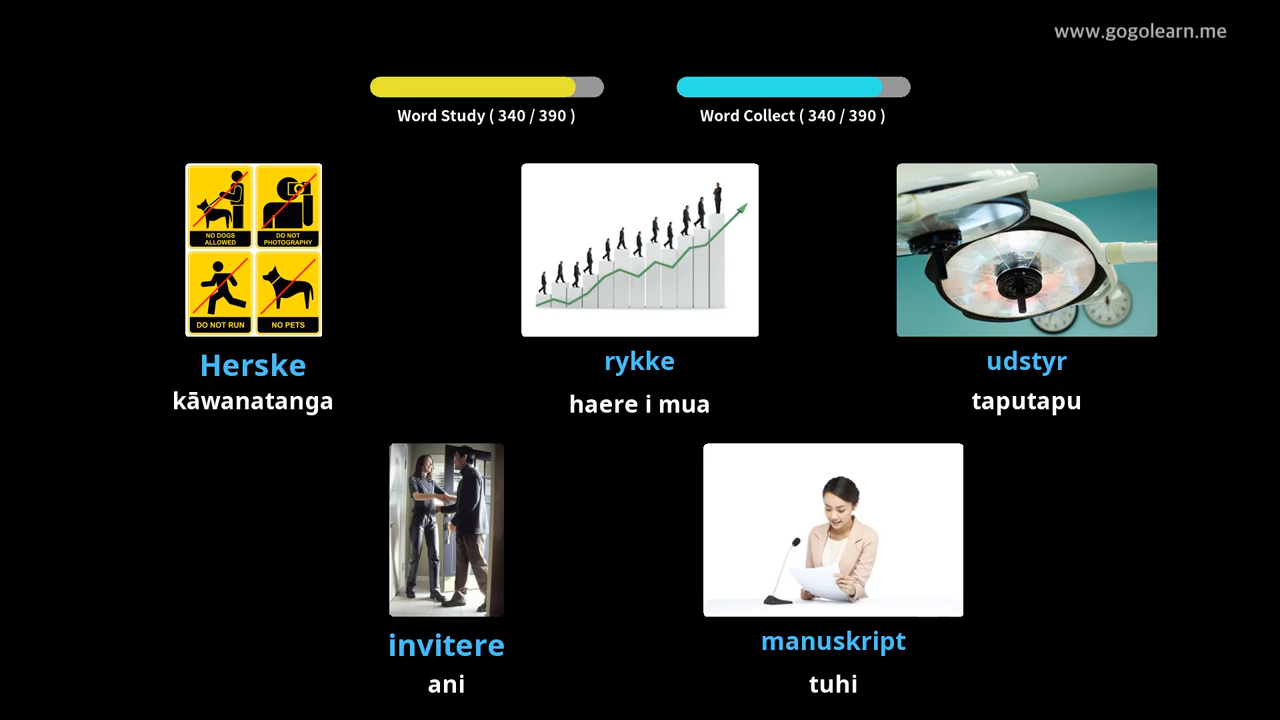 www.gogolearn.me
Word Study ( 340 / 390 )
Word Collect ( 340 / 390 )
NO DOGS
ALLOWED
DO NOT
PHOTOGRAPHY
DO NOT RUN
NO PETS
Herske
kāwanatanga
rykke
haere i mua
udstyr
taputapu
invitere
ani
manuskript
tuhi